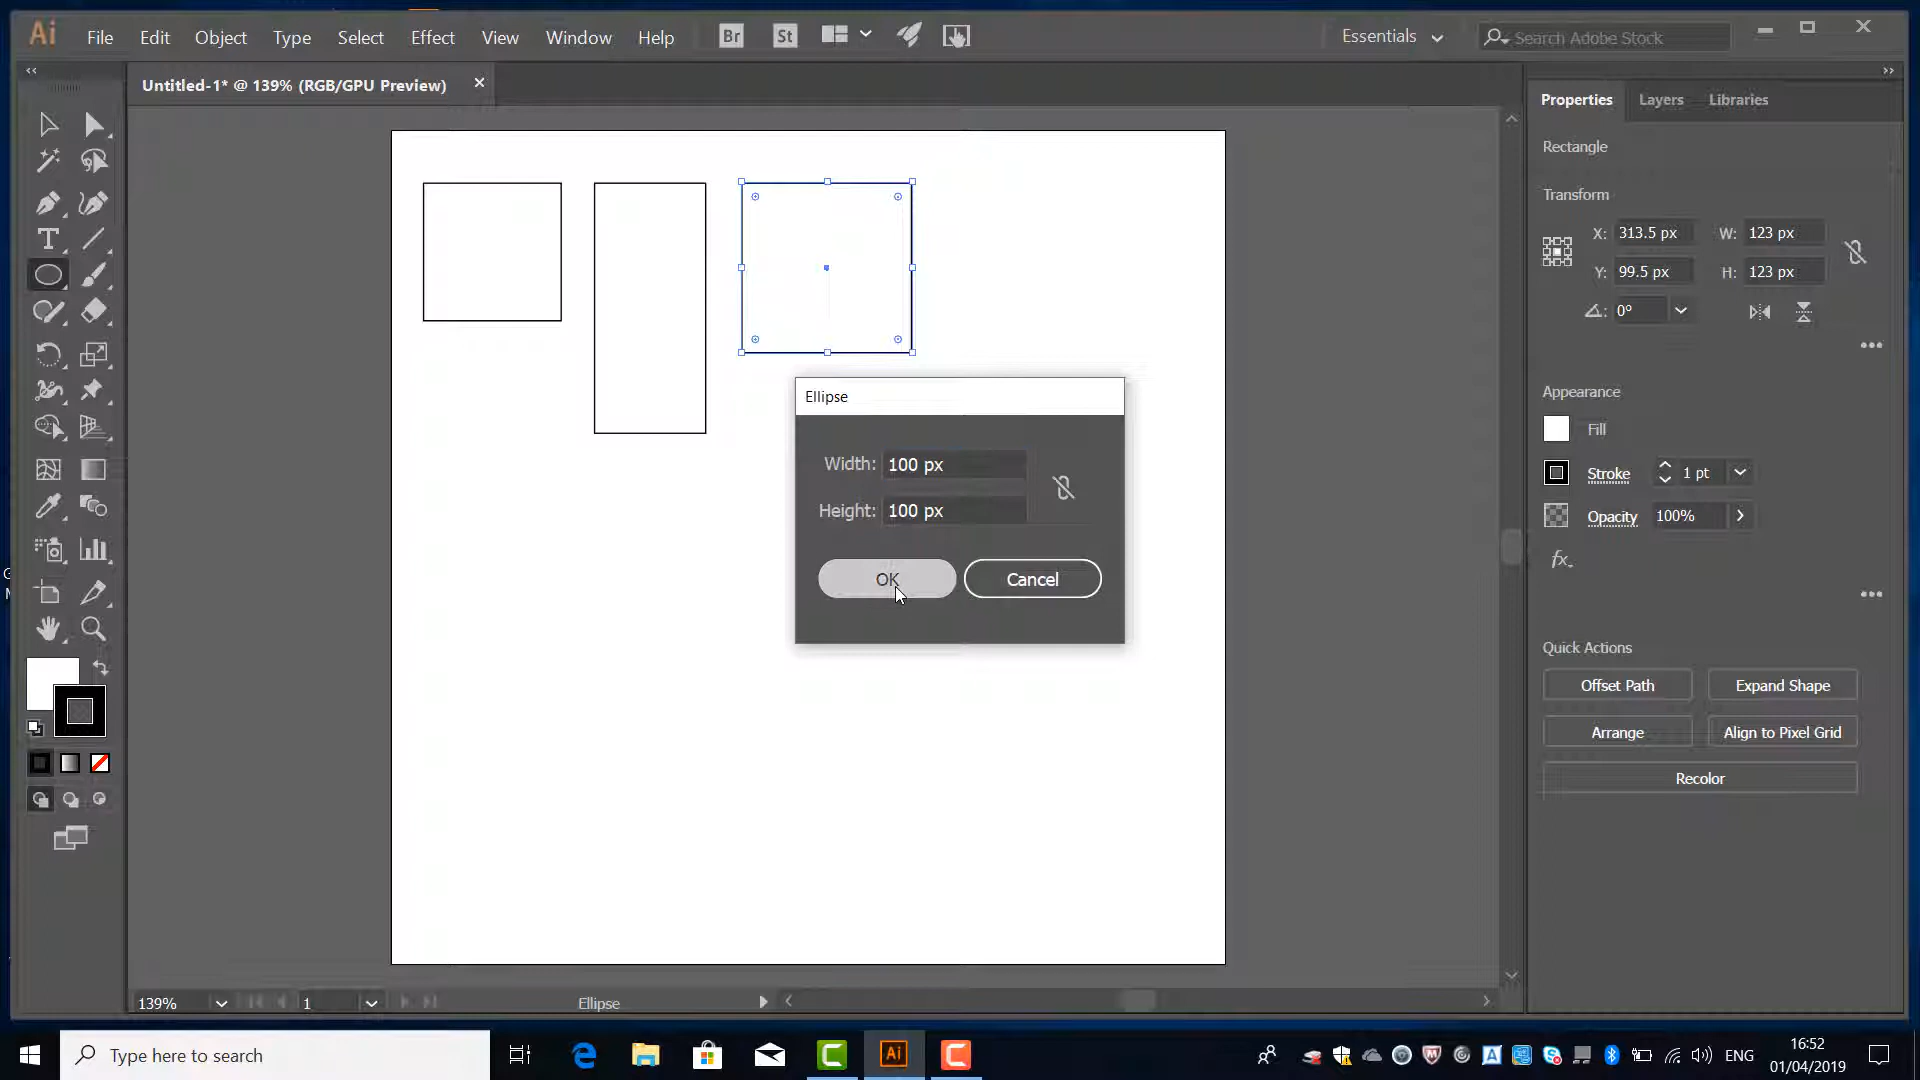 Ai File Edit Object Type Select Effect View Window Help Br St Essentials Search Adobe Stock
Untitled-1* @ 139% (RGB/GPU Preview)
Properties Layers Libraries
Rectangle
Transform
X: 313.5 px W: 123 px
Y: 99.5 px H: 123 px
0°
Appearance
Fill
Stroke 1 pt
Opacity 100%
fx
Quick Actions
Offset Path Expand Shape
Arrange Align to Pixel Grid
Recolor
Ellipse
Width: 100 px
Height: 100 px
OK Cancel
139% 1 Ellipse
Type here to search
Ai
ENG
16:52
01/04/2019